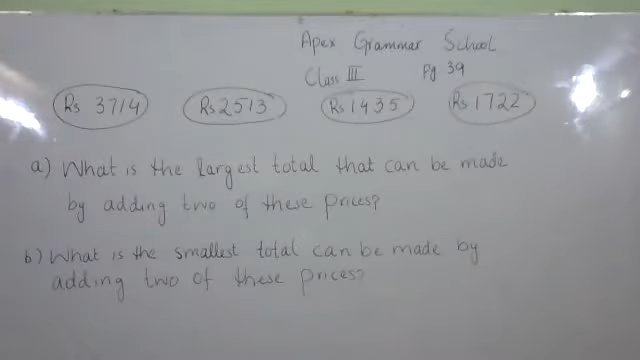 Apex Grammar School
Class III Pg 39
Rs 3714 Rs 2513 Rs 1435 Rs 1722
a) What is the largest total that can be made
by adding two of these prices?
b) What is the smallest total can be made by
adding two of these prices?